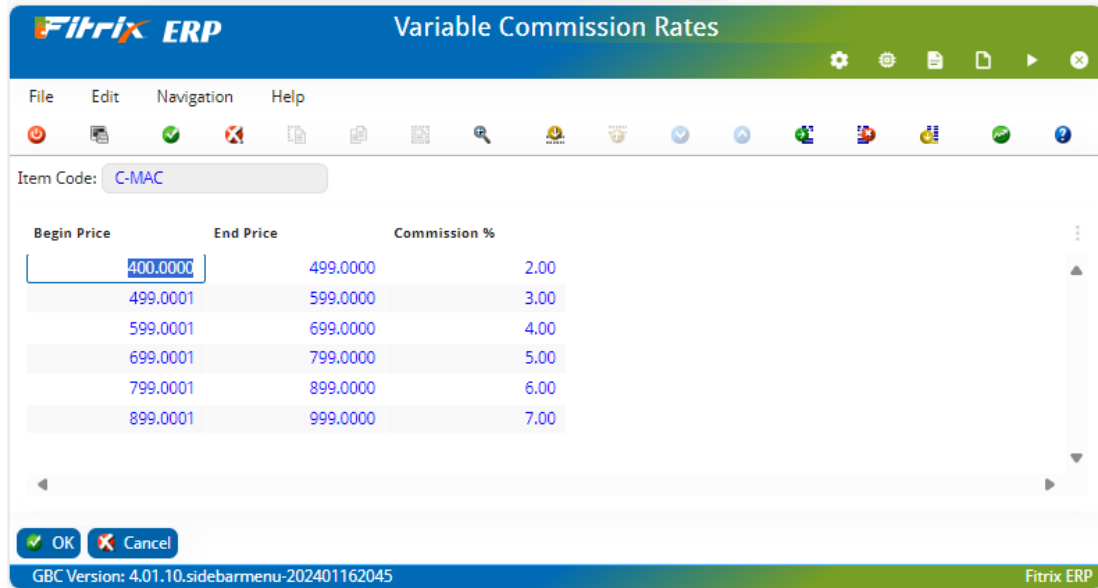 Fitrix ERP Variable Commission Rates
File Edit Navigation Help
Item Code: C-MAC
Begin Price End Price Commission %
400.0000 499.0000 2.00
499.0001 599.0000 3.00
599.0001 699.0000 4.00
699.0001 799.0000 5.00
799.0001 899.0000 6.00
899.0001 999.0000 7.00
OK Cancel
GBC Version: 4.01.10.sidebarmenu-202401162045 Fitrix ERP